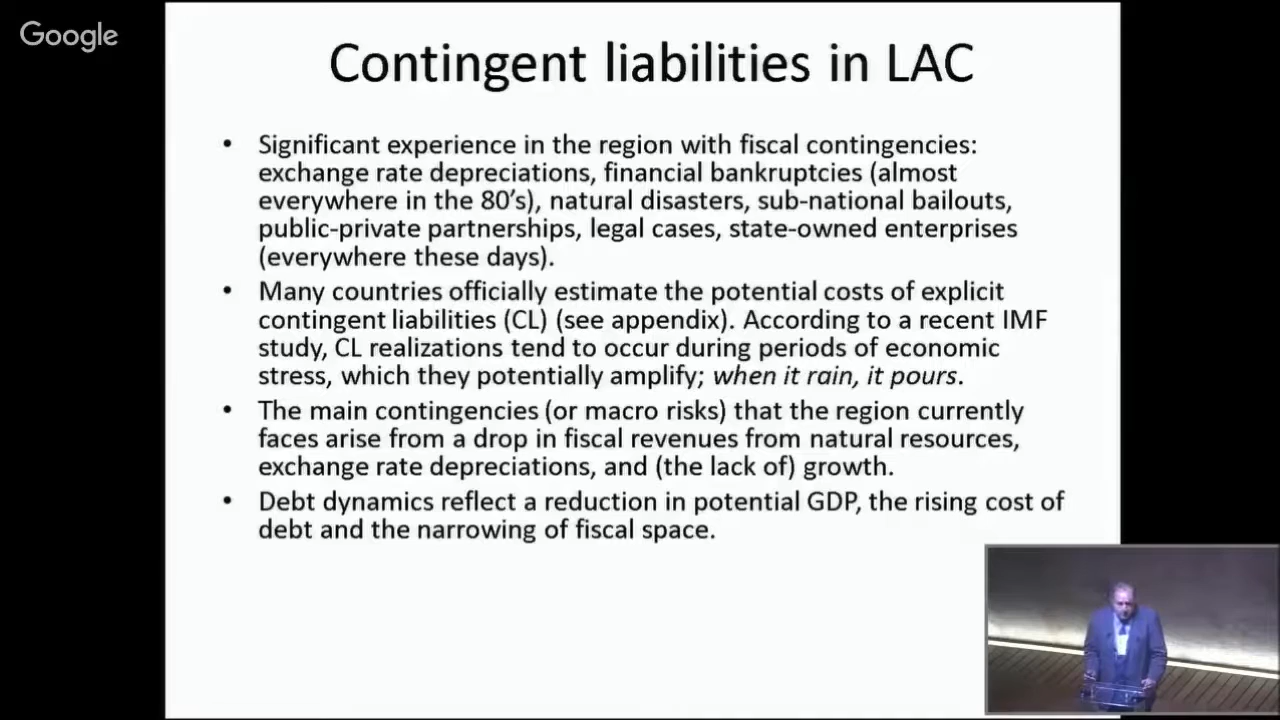 Google
Contingent liabilities in LAC
• Significant experience in the region with fiscal contingencies:
exchange rate depreciations, financial bankruptcies (almost
everywhere in the 80's), natural disasters, sub-national bailouts,
public-private partnerships, legal cases, state-owned enterprises
(everywhere these days).
• Many countries officially estimate the potential costs of explicit
contingent liabilities (CL) (see appendix). According to a recent IMF
study, CL realizations tend to occur during periods of economic
stress, which they potentially amplify; when it rain, it pours.
• The main contingencies (or macro risks) that the region currently
faces arise from a drop in fiscal revenues from natural resources,
exchange rate depreciations, and (the lack of) growth.
• Debt dynamics reflect a reduction in potential GDP, the rising cost of
debt and the narrowing of fiscal space.